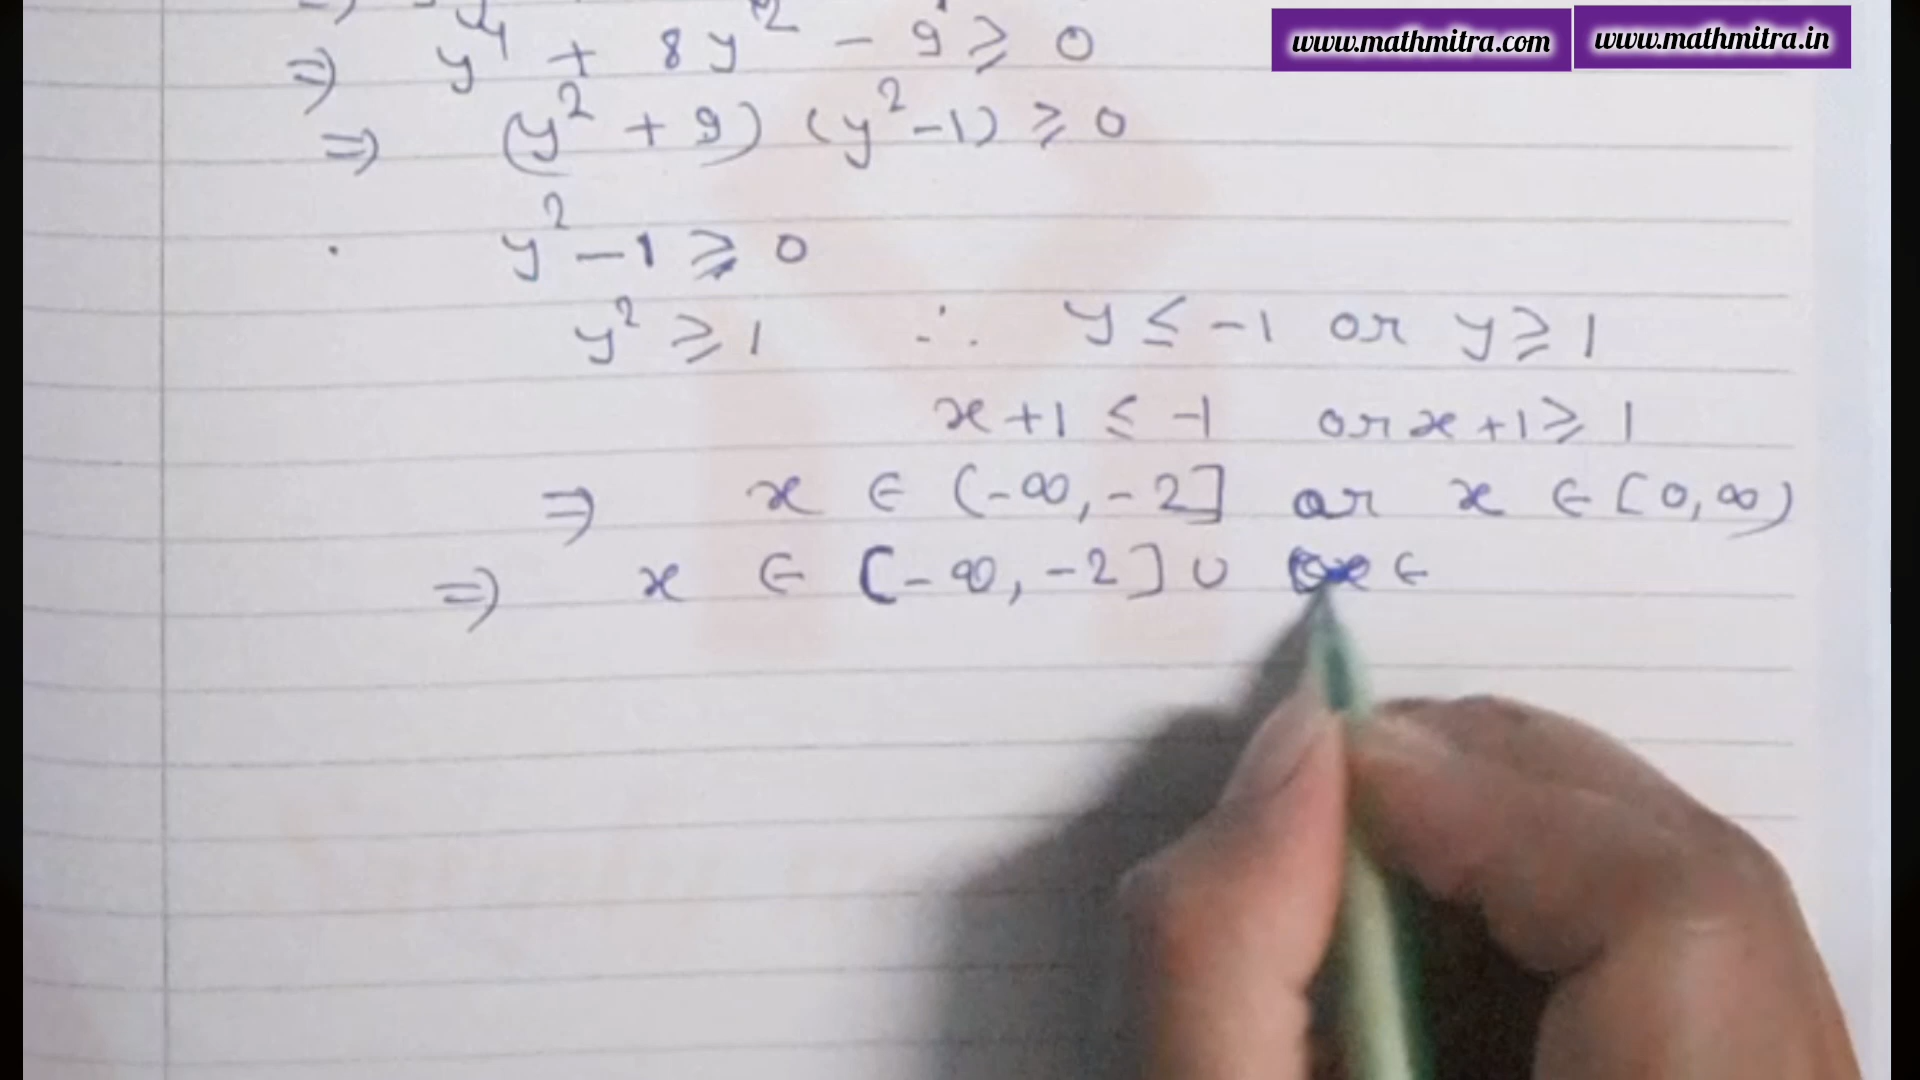 www.mathmitra.com www.mathmitra.in
⇒ y⁴ + 8y² - 9 ≥ 0
⇒ (y² + 9) (y² - 1) ≥ 0
y² - 1 ≥ 0
y² ≥ 1 ∴ y ≤ -1 or y ≥ 1
x + 1 ≤ -1 or x + 1 ≥ 1
⇒ x ∈ (-∞, -2] or x ∈ [0, ∞)
⇒ x ∈ (-∞, -2] ∪ ∈